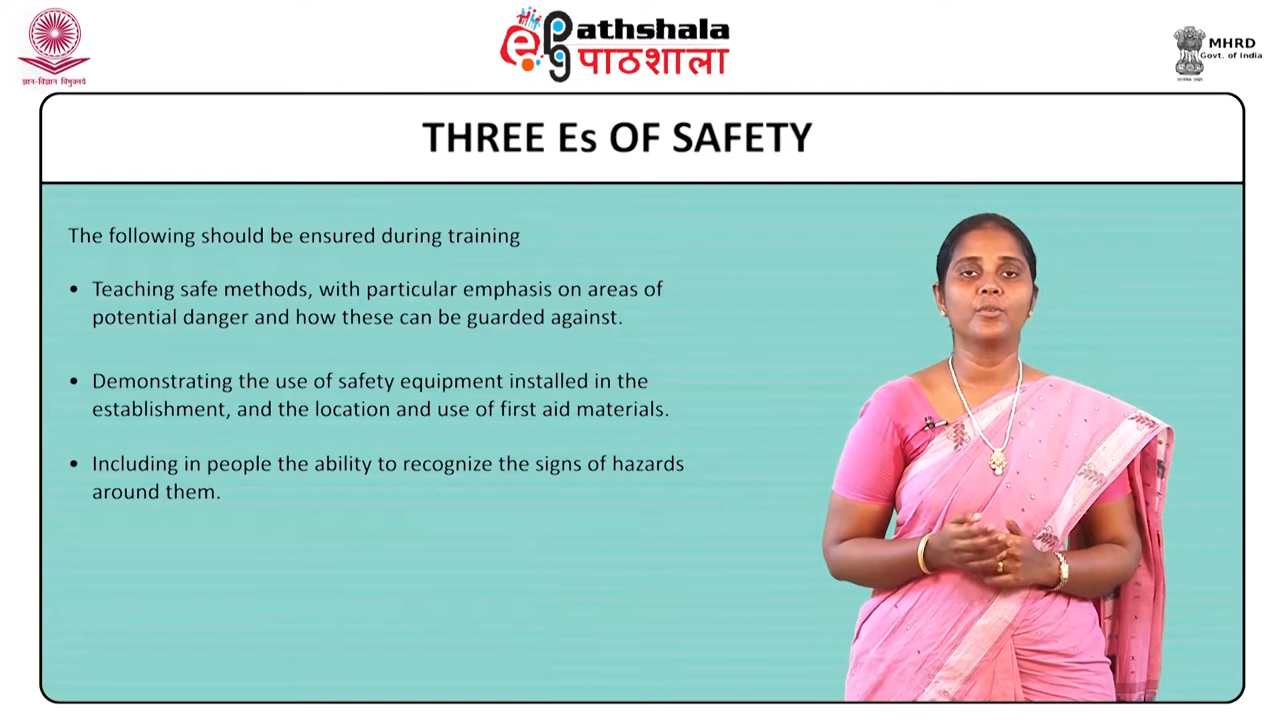 ज्ञान-विज्ञान विमुक्तये
ePathshala
पाठशाला
MHRD
Govt. of India
THREE Es OF SAFETY
The following should be ensured during training
• Teaching safe methods, with particular emphasis on areas of
potential danger and how these can be guarded against.
• Demonstrating the use of safety equipment installed in the
establishment, and the location and use of first aid materials.
• Including in people the ability to recognize the signs of hazards
around them.